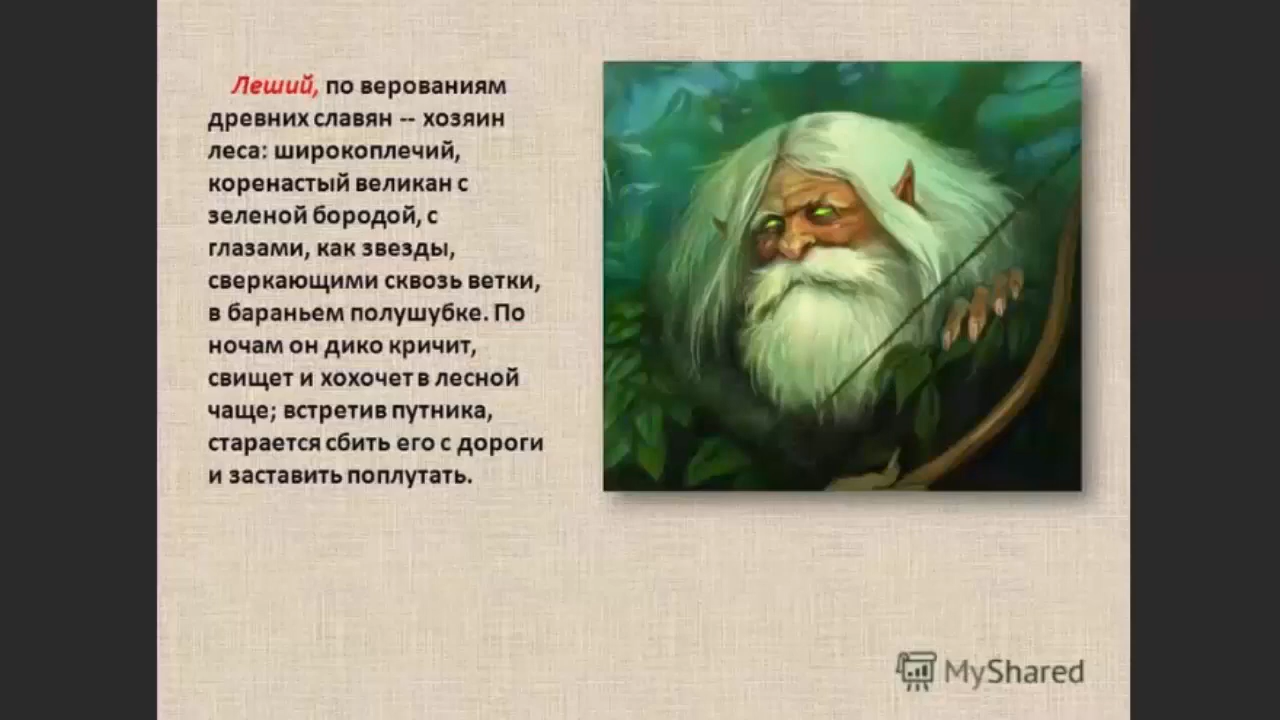 Леший, по верованиям
древних славян -- хозяин
леса: широкоплечий,
коренастый великан с
зеленой бородой, с
глазами, как звезды,
сверкающими сквозь ветки,
в бараньем полушубке. По
ночам он дико кричит,
свищет и хохочет в лесной
чаще; встретив путника,
старается сбить его с дороги
и заставить поплутать.
MyShared